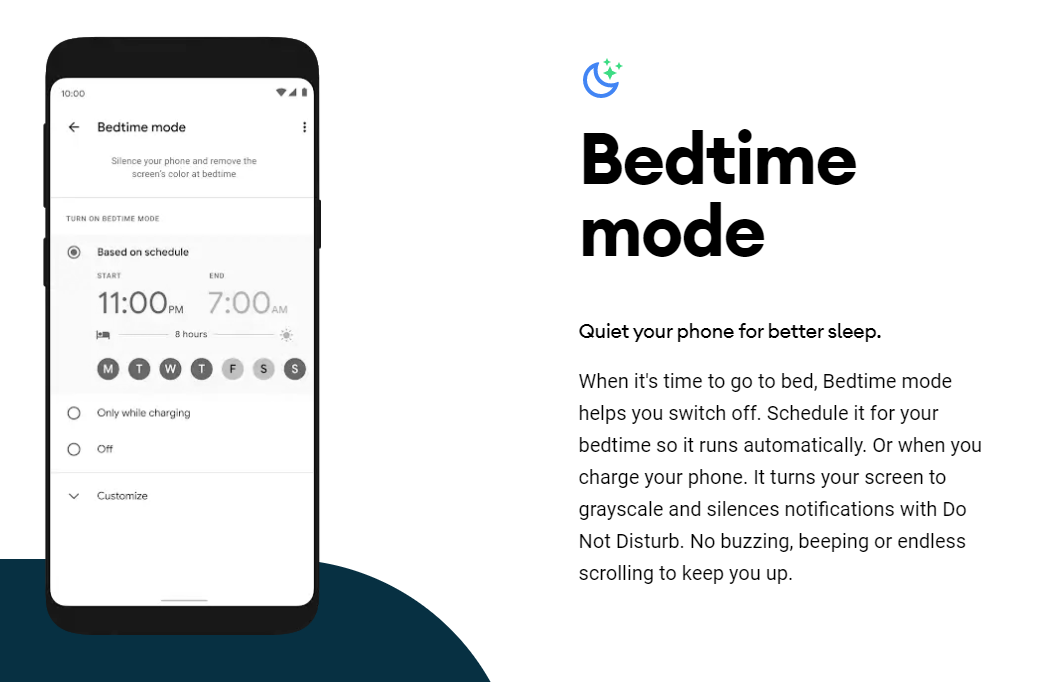 10:00
Bedtime mode
Silence your phone and remove the
screen's color at bedtime
TURN ON BEDTIME MODE
Based on schedule
START END
11:00PM 7:00AM
8 hours
M T W T F S S
Only while charging
Off
Customize
Bedtime
mode
Quiet your phone for better sleep.
When it's time to go to bed, Bedtime mode
helps you switch off. Schedule it for your
bedtime so it runs automatically. Or when you
charge your phone. It turns your screen to
grayscale and silences notifications with Do
Not Disturb. No buzzing, beeping or endless
scrolling to keep you up.